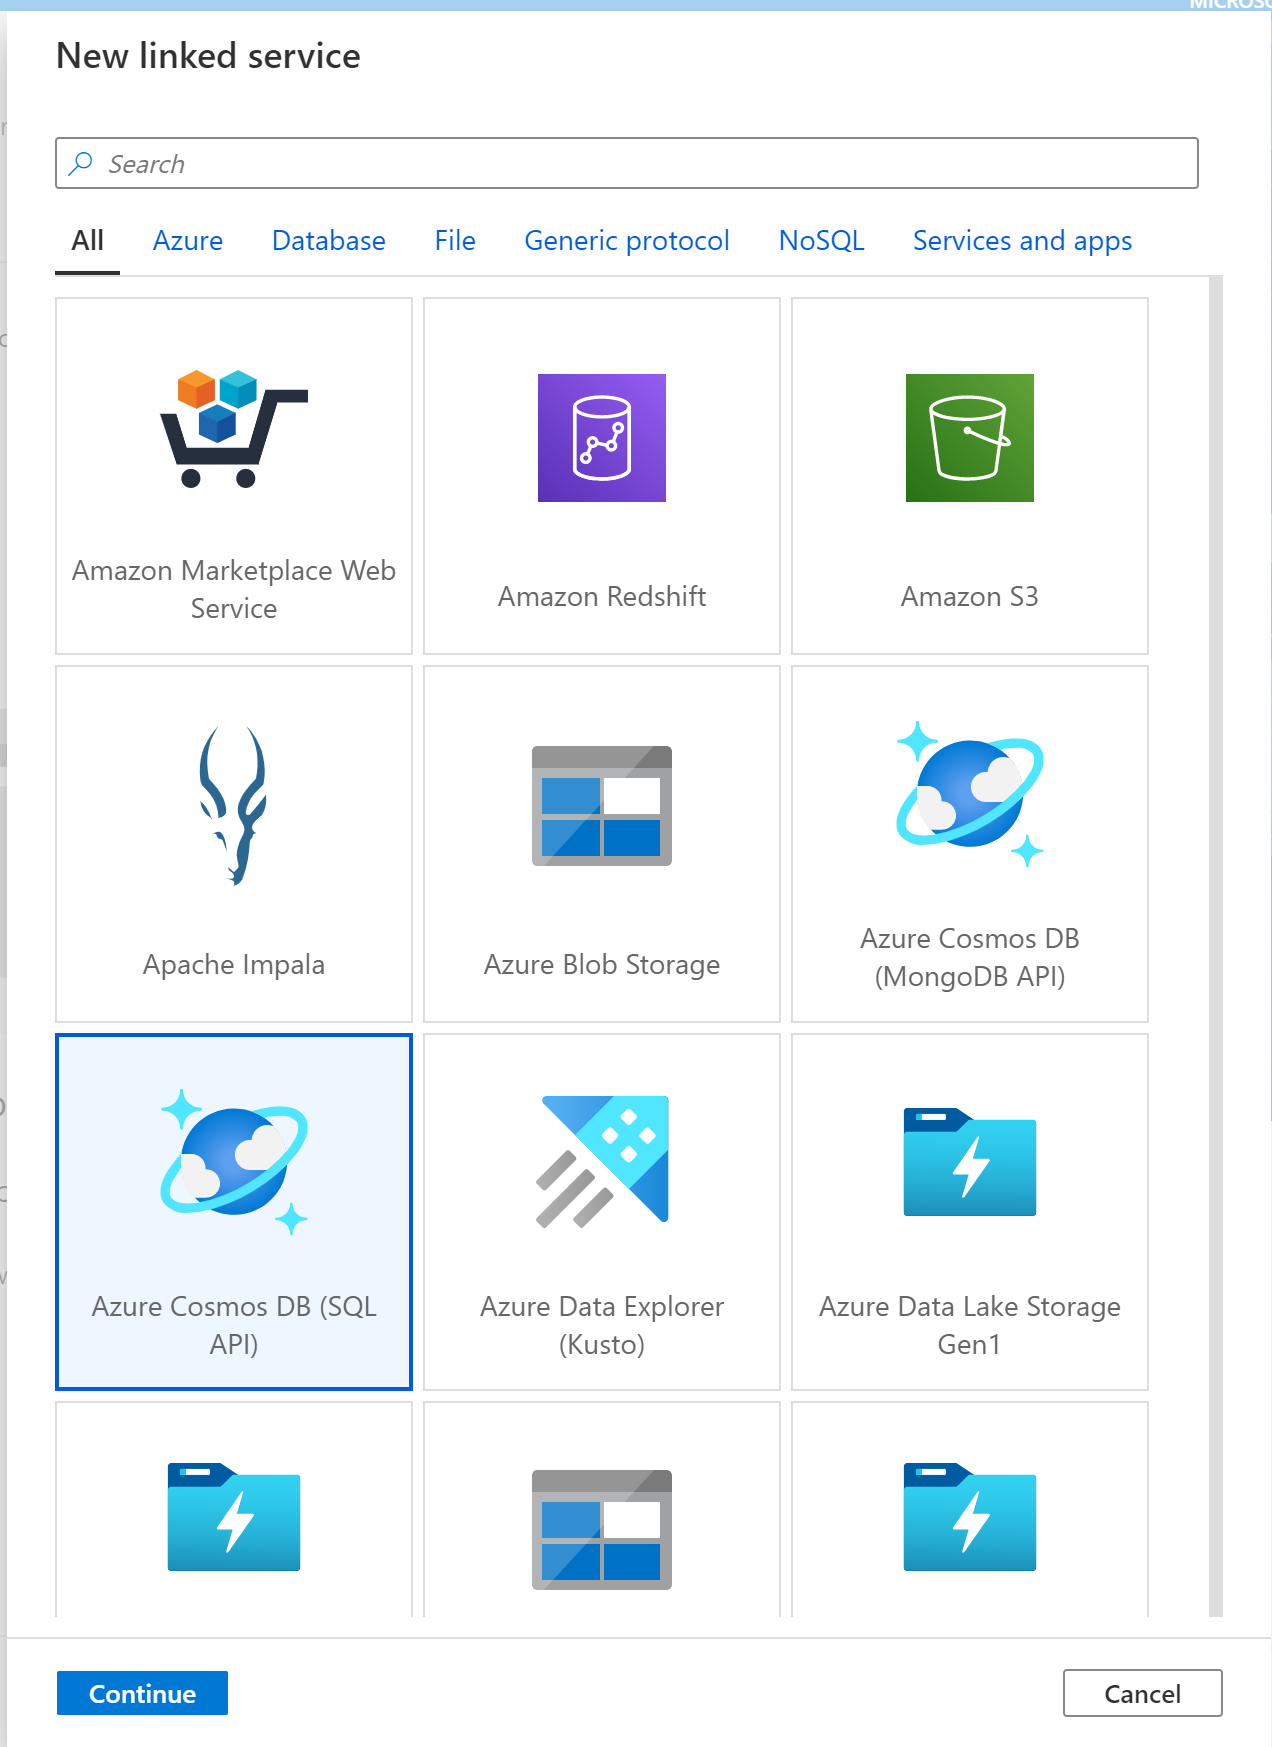 New linked service
Search
All Azure Database File Generic protocol NoSQL Services and apps
Amazon Marketplace Web
Service
Amazon Redshift
Amazon S3
Apache Impala
Azure Blob Storage
Azure Cosmos DB
(MongoDB API)
Azure Cosmos DB (SQL
API)
Azure Data Explorer
(Kusto)
Azure Data Lake Storage
Gen1
Continue
Cancel